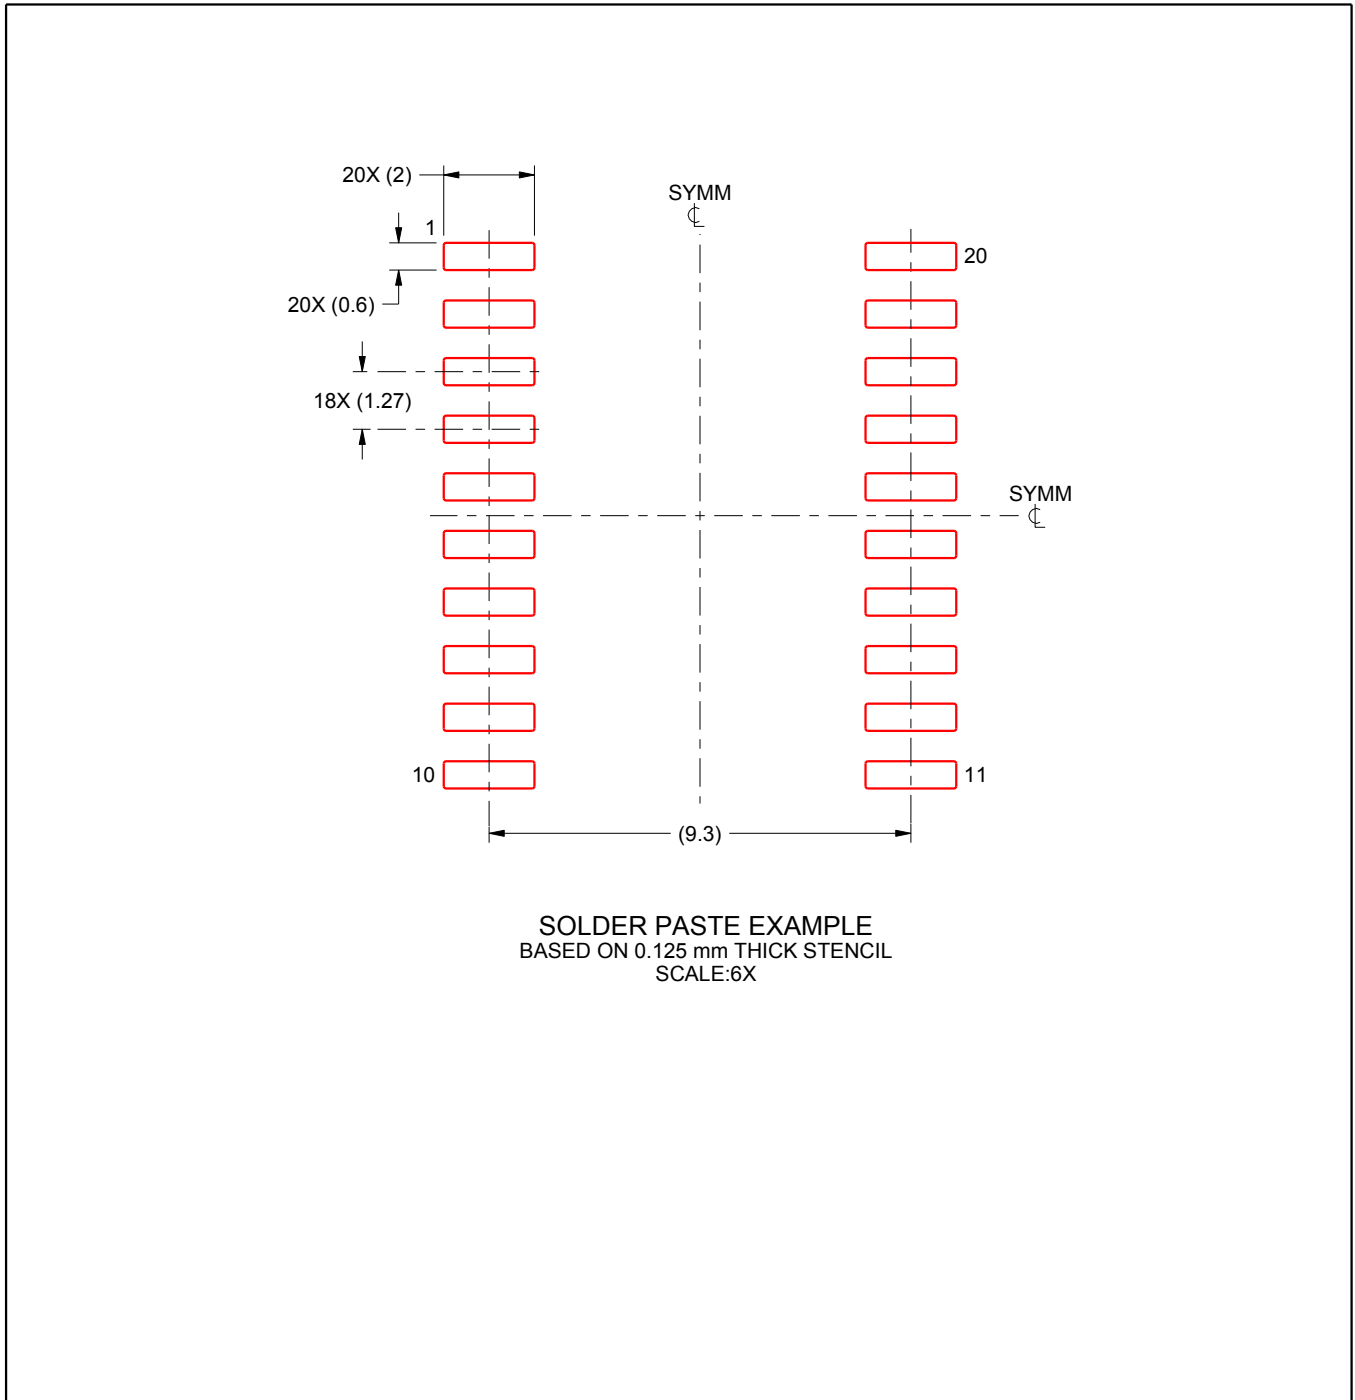 20X (2)
SYMM
1
20
20X (0.6)
18X (1.27)
SYMM
10
11
(9.3)
SOLDER PASTE EXAMPLE
BASED ON 0.125 mm THICK STENCIL
SCALE:6X